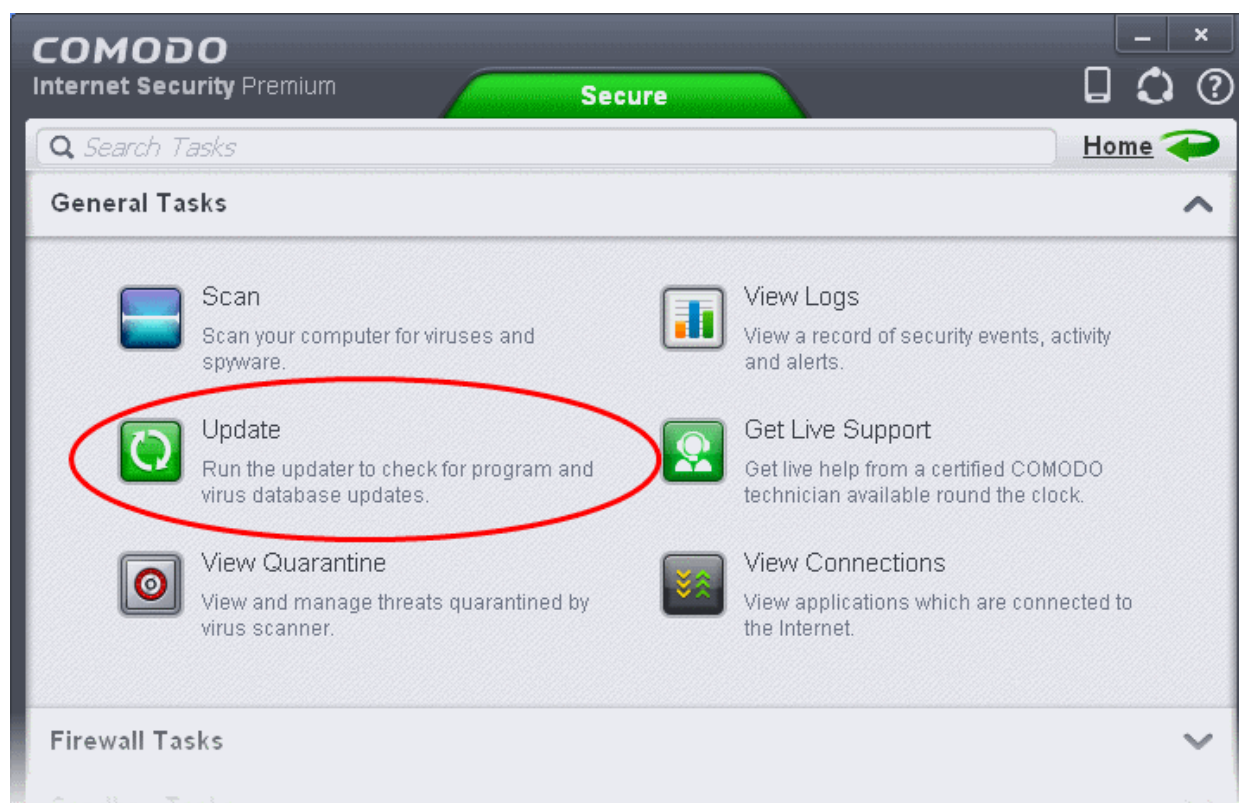 COMODO
Internet Security Premium
Secure
Search Tasks
Home
General Tasks
Scan
Scan your computer for viruses and
spyware.
View Logs
View a record of security events, activity
and alerts.
Update
Run the updater to check for program and
virus database updates.
Get Live Support
Get live help from a certified COMODO
technician available round the clock.
View Quarantine
View and manage threats quarantined by
virus scanner.
View Connections
View applications which are connected to
the Internet.
Firewall Tasks